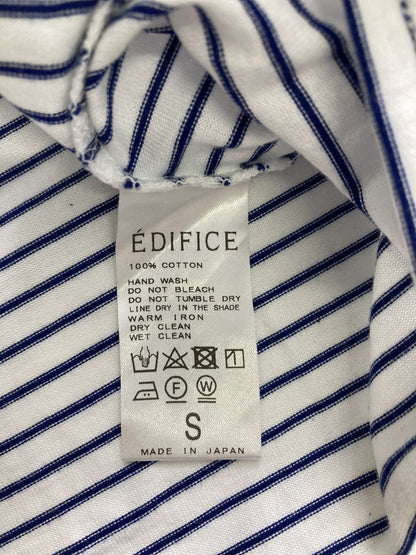 ÉDIFICE
100% COTTON
HAND WASH
DO NOT BLEACH
DO NOT TUMBLE DRY
LINE DRY IN THE SHADE
WARM IRON
DRY CLEAN
WET CLEAN
F W
S
MADE IN JAPAN